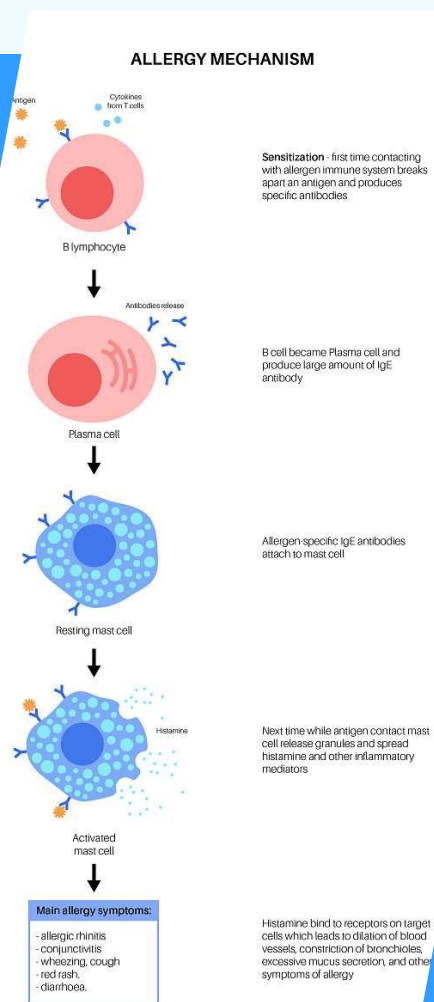 ALLERGY MECHANISM
ntigen
Cytokines
from T cells
Sensitization - first time contacting
with allergen immune system breaks
apart an antigen and produces
specific antibodies
B lymphocyte
Antibodies release
B cell became Plasma cell and
produce large amount of IgE
antibody
Plasma cell
Allergen-specific IgE antibodies
attach to mast cell
Resting mast cell
Histamine
Next time while antigen contact mast
cell release granules and spread
histamine and other inflammatory
mediators
Activated
mast cell
Main allergy symptoms:
- allergic rhinitis
- conjunctivitis
- wheezing, cough
- red rash.
- diarrhoea.
Histamine bind to receptors on target
cells which leads to dilation of blood
vessels, constriction of bronchioles,
excessive mucus secretion, and other
symptoms of allergy